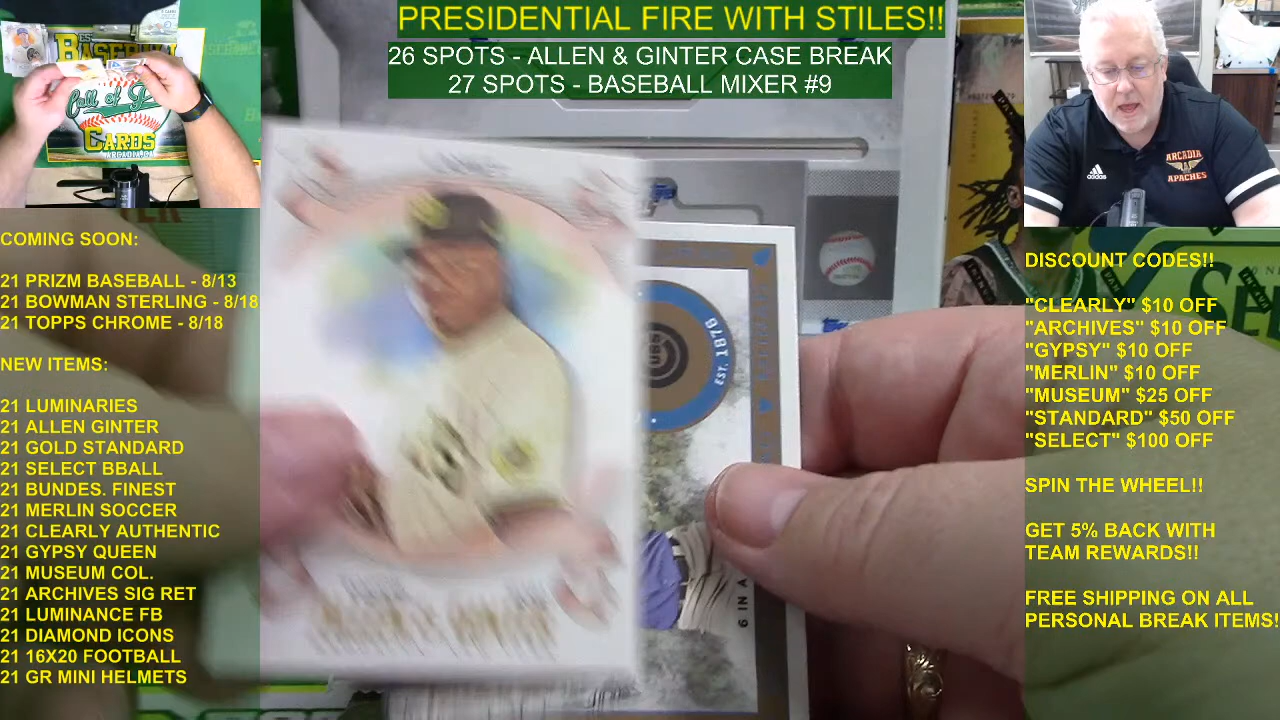 PRESIDENTIAL FIRE WITH STILES!!
26 SPOTS - ALLEN & GINTER CASE BREAK
27 SPOTS - BASEBALL MIXER #9
BASEBALL
CARDS
COMING SOON:
21 PRIZM BASEBALL - 8/13
21 BOWMAN STERLING - 8/18
21 TOPPS CHROME - 8/18
NEW ITEMS:
21 LUMINARIES
21 ALLEN GINTER
21 GOLD STANDARD
21 SELECT BBALL
21 BUNDES. FINEST
21 MERLIN SOCCER
21 CLEARLY AUTHENTIC
21 GYPSY QUEEN
21 MUSEUM COL.
21 ARCHIVES SIG RET
21 LUMINANCE FB
21 DIAMOND ICONS
21 16X20 FOOTBALL
21 GR MINI HELMETS
EST. 1876
6 IN A
adidas
ARCADIA
APACHES
DISCOUNT CODES!!
"CLEARLY" $10 OFF
"ARCHIVES" $10 OFF
"GYPSY" $10 OFF
"MERLIN" $10 OFF
"MUSEUM" $25 OFF
"STANDARD" $50 OFF
"SELECT" $100 OFF
SPIN THE WHEEL!!
GET 5% BACK WITH
TEAM REWARDS!!
FREE SHIPPING ON ALL
PERSONAL BREAK ITEMS!